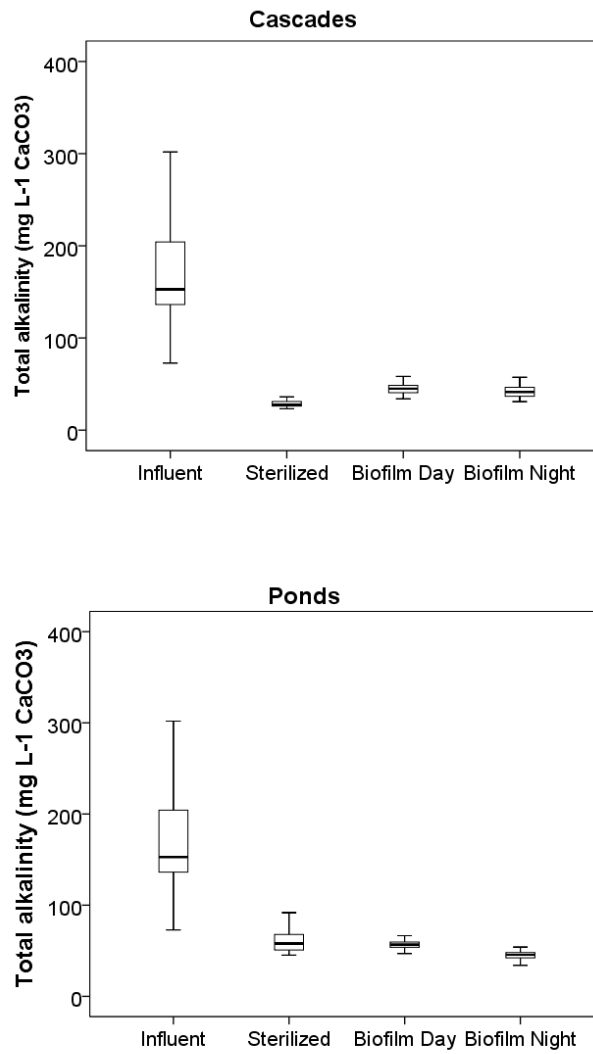 Cascades
Total alkalinity (mg L-1 CaCO3)
400
300
200
100
0
Influent Sterilized Biofilm Day Biofilm Night
Ponds
Total alkalinity (mg L-1 CaCO3)
400
300
200
100
0
Influent Sterilized Biofilm Day Biofilm Night